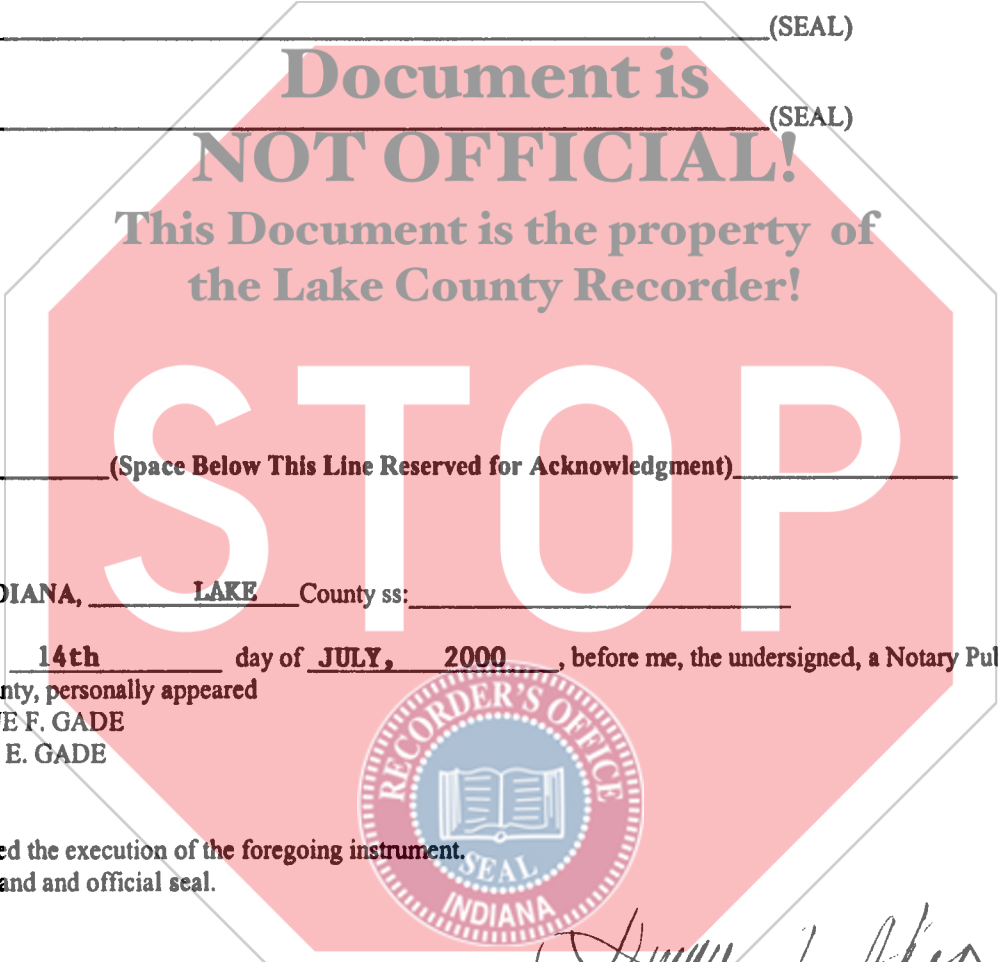 (SEAL)
Document is
(SEAL)
NOT OFFICIAL!
This Document is the property of
the Lake County Recorder!
STOP
(Space Below This Line Reserved for Acknowledgment)
DIANA, LAKE County ss:
14th day of JULY, 2000, before me, the undersigned, a Notary Pul
nty, personally appeared
E F. GADE
E. GADE
RECORDER'S OFFICE
SEAL
INDIANA
ed the execution of the foregoing instrument.
and and official seal.